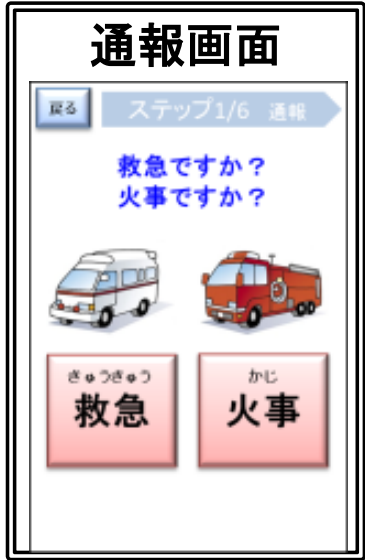 通報画面
戻る
ステップ1/6 通報
救急ですか？
火事ですか？
きゅうきゅう
救急
かじ
火事